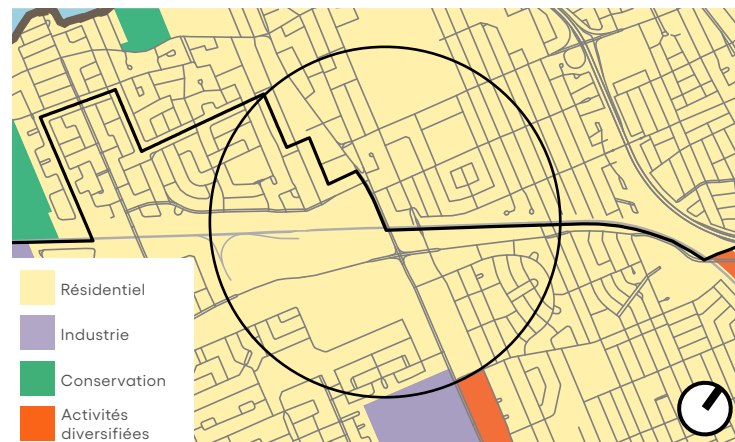 Résidentiel
Industrie
Conservation
Activités
diversifiées